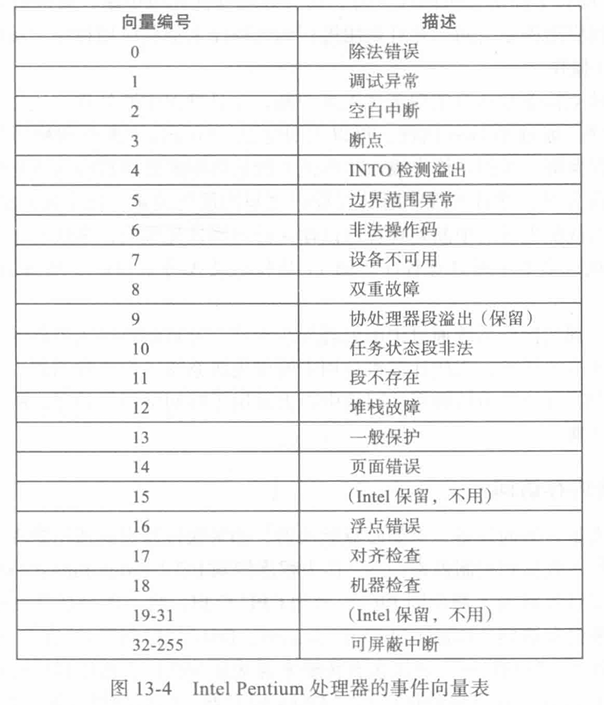 向量编号 描述
0 除法错误
1 调试异常
2 空白中断
3 断点
4 INTO 检测溢出
5 边界范围异常
6 非法操作码
7 设备不可用
8 双重故障
9 协处理器段溢出（保留）
10 任务状态段非法
11 段不存在
12 堆栈故障
13 一般保护
14 页面错误
15 （Intel 保留，不用）
16 浮点错误
17 对齐检查
18 机器检查
19-31 （Intel 保留，不用）
32-255 可屏蔽中断
图 13-4 Intel Pentium 处理器的事件向量表